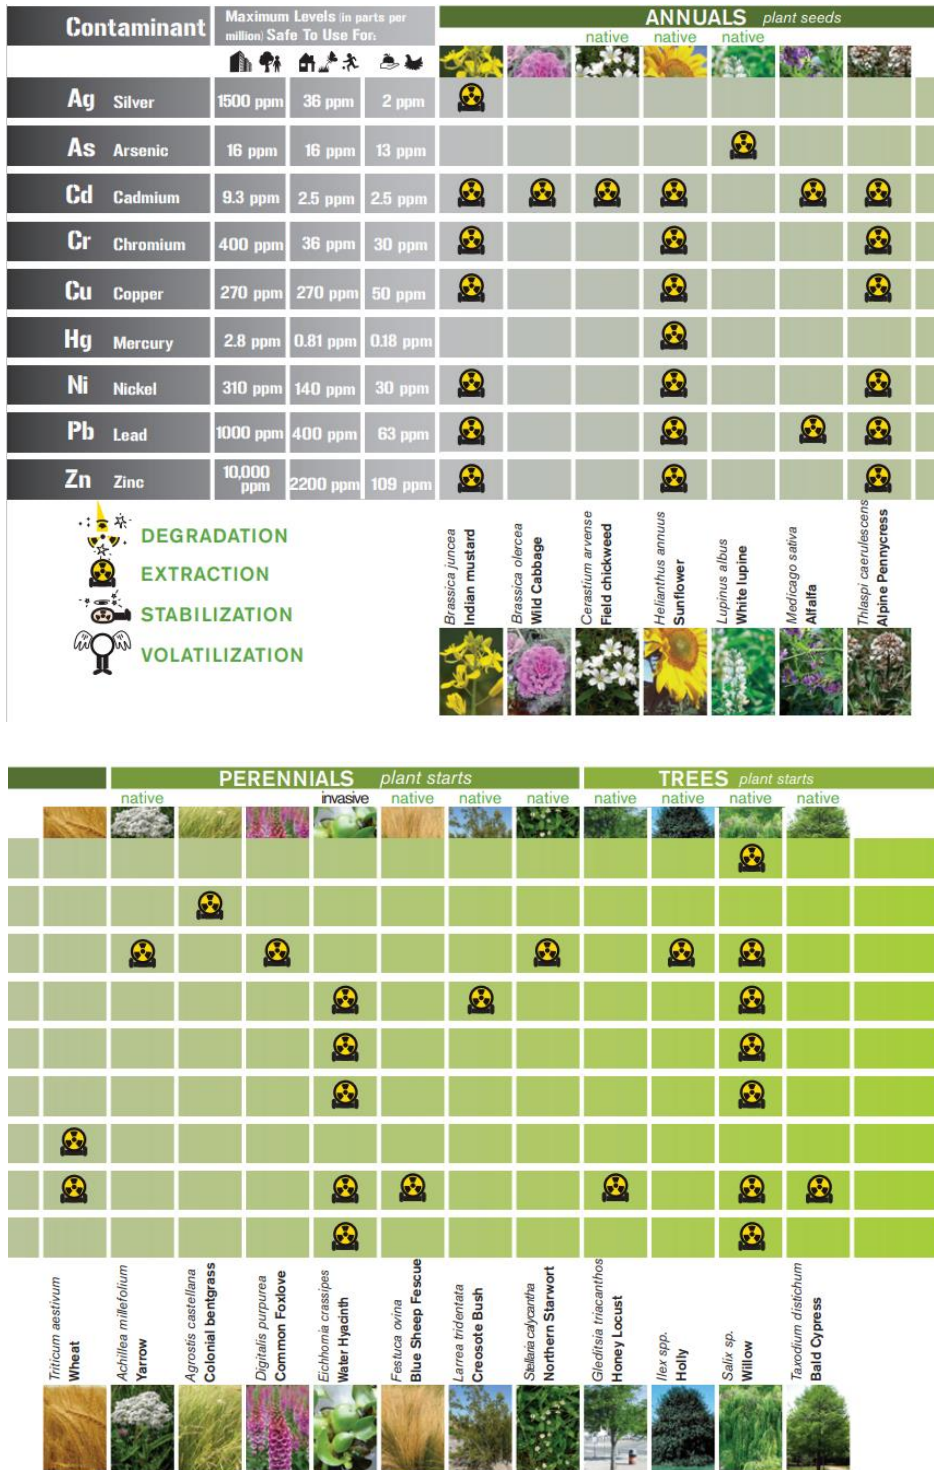 Contaminant
Maximum Levels (in parts per
million) Safe To Use For:
ANNUALS plant seeds
native native native
Ag Silver 1500 ppm 36 ppm 2 ppm
As Arsenic 16 ppm 16 ppm 13 ppm
Cd Cadmium 9.3 ppm 2.5 ppm 2.5 ppm
Cr Chromium 400 ppm 36 ppm 30 ppm
Cu Copper 270 ppm 270 ppm 50 ppm
Hg Mercury 2.8 ppm 0.81 ppm 0.18 ppm
Ni Nickel 310 ppm 140 ppm 30 ppm
Pb Lead 1000 ppm 400 ppm 63 ppm
Zn Zinc 10,000 ppm 2200 ppm 109 ppm
DEGRADATION
EXTRACTION
STABILIZATION
VOLATILIZATION
Brassica juncea
Indian mustard
Brassica olercea
Wild Cabbage
Cerastium arvense
Field chickweed
Helianthus annuus
Sunflower
Lupinus albus
White lupine
Medicago sativa
Alfalfa
Thlaspi caerulescens
Alpine Pennycress
PERENNIALS plant starts
TREES plant starts
native invasive native native native native native native native
Triticum aestivum
Wheat
Achillea millefolium
Yarrow
Agrostis castellana
Colonial bentgrass
Digitalis purpurea
Common Foxlove
Eichhornia crassipes
Water Hyacinth
Festuca ovina
Blue Sheep Fescue
Larrea tridentata
Creosote Bush
Stellaria calycantha
Northern Starwort
Gleditsia triacanthos
Honey Locust
Ilex spp.
Holly
Salix sp.
Willow
Taxodium distichum
Bald Cypress